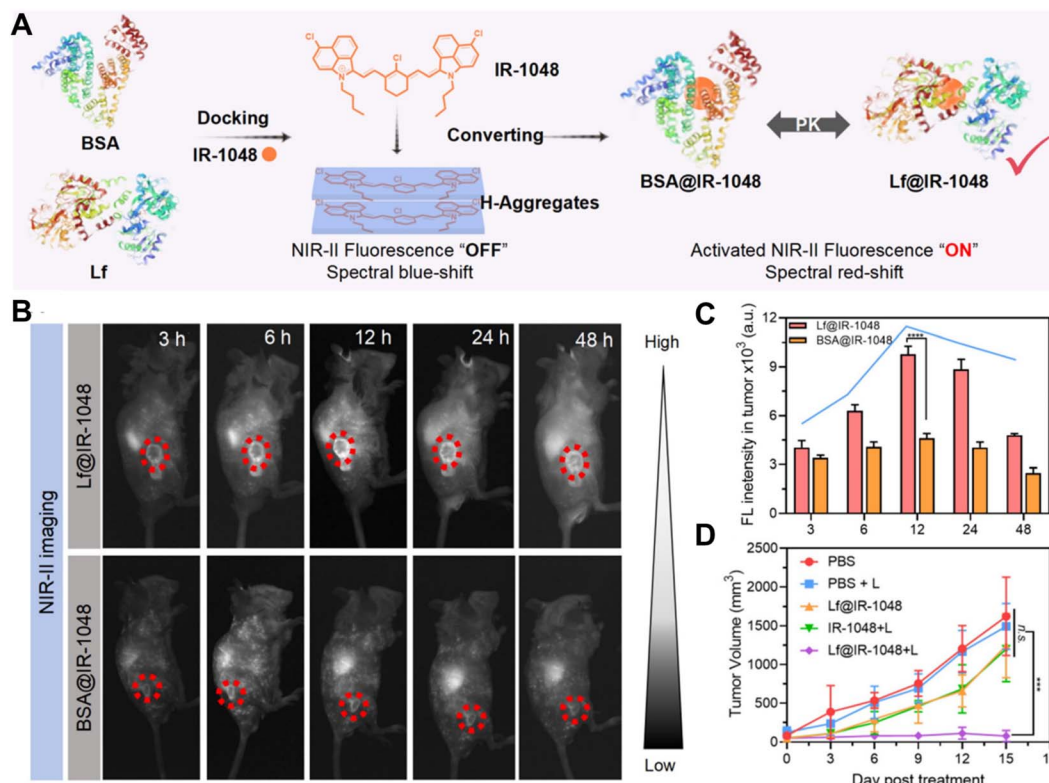 A
BSA
Lf
Docking
IR-1048
Cl
Cl
Cl
N
N
IR-1048
H-Aggregates
NIR-II Fluorescence "OFF"
Spectral blue-shift
Converting
BSA@IR-1048
PK
Lf@IR-1048
Activated NIR-II Fluorescence "ON"
Spectral red-shift
B
NIR-II imaging
Lf@IR-1048
3 h
6 h
12 h
24 h
48 h
BSA@IR-1048
High
Low
C
FL inetensity in tumor x10³ (a.u.)
12
9
6
3
0
Lf@IR-1048
BSA@IR-1048
****
3
6
12
24
48
D
Tumor Volume (mm³)
2500
2000
1500
1000
500
0
PBS
PBS + L
Lf@IR-1048
IR-1048+L
Lf@IR-1048+L
n.s.
***
0
3
6
9
12
15
1
Day post treatment